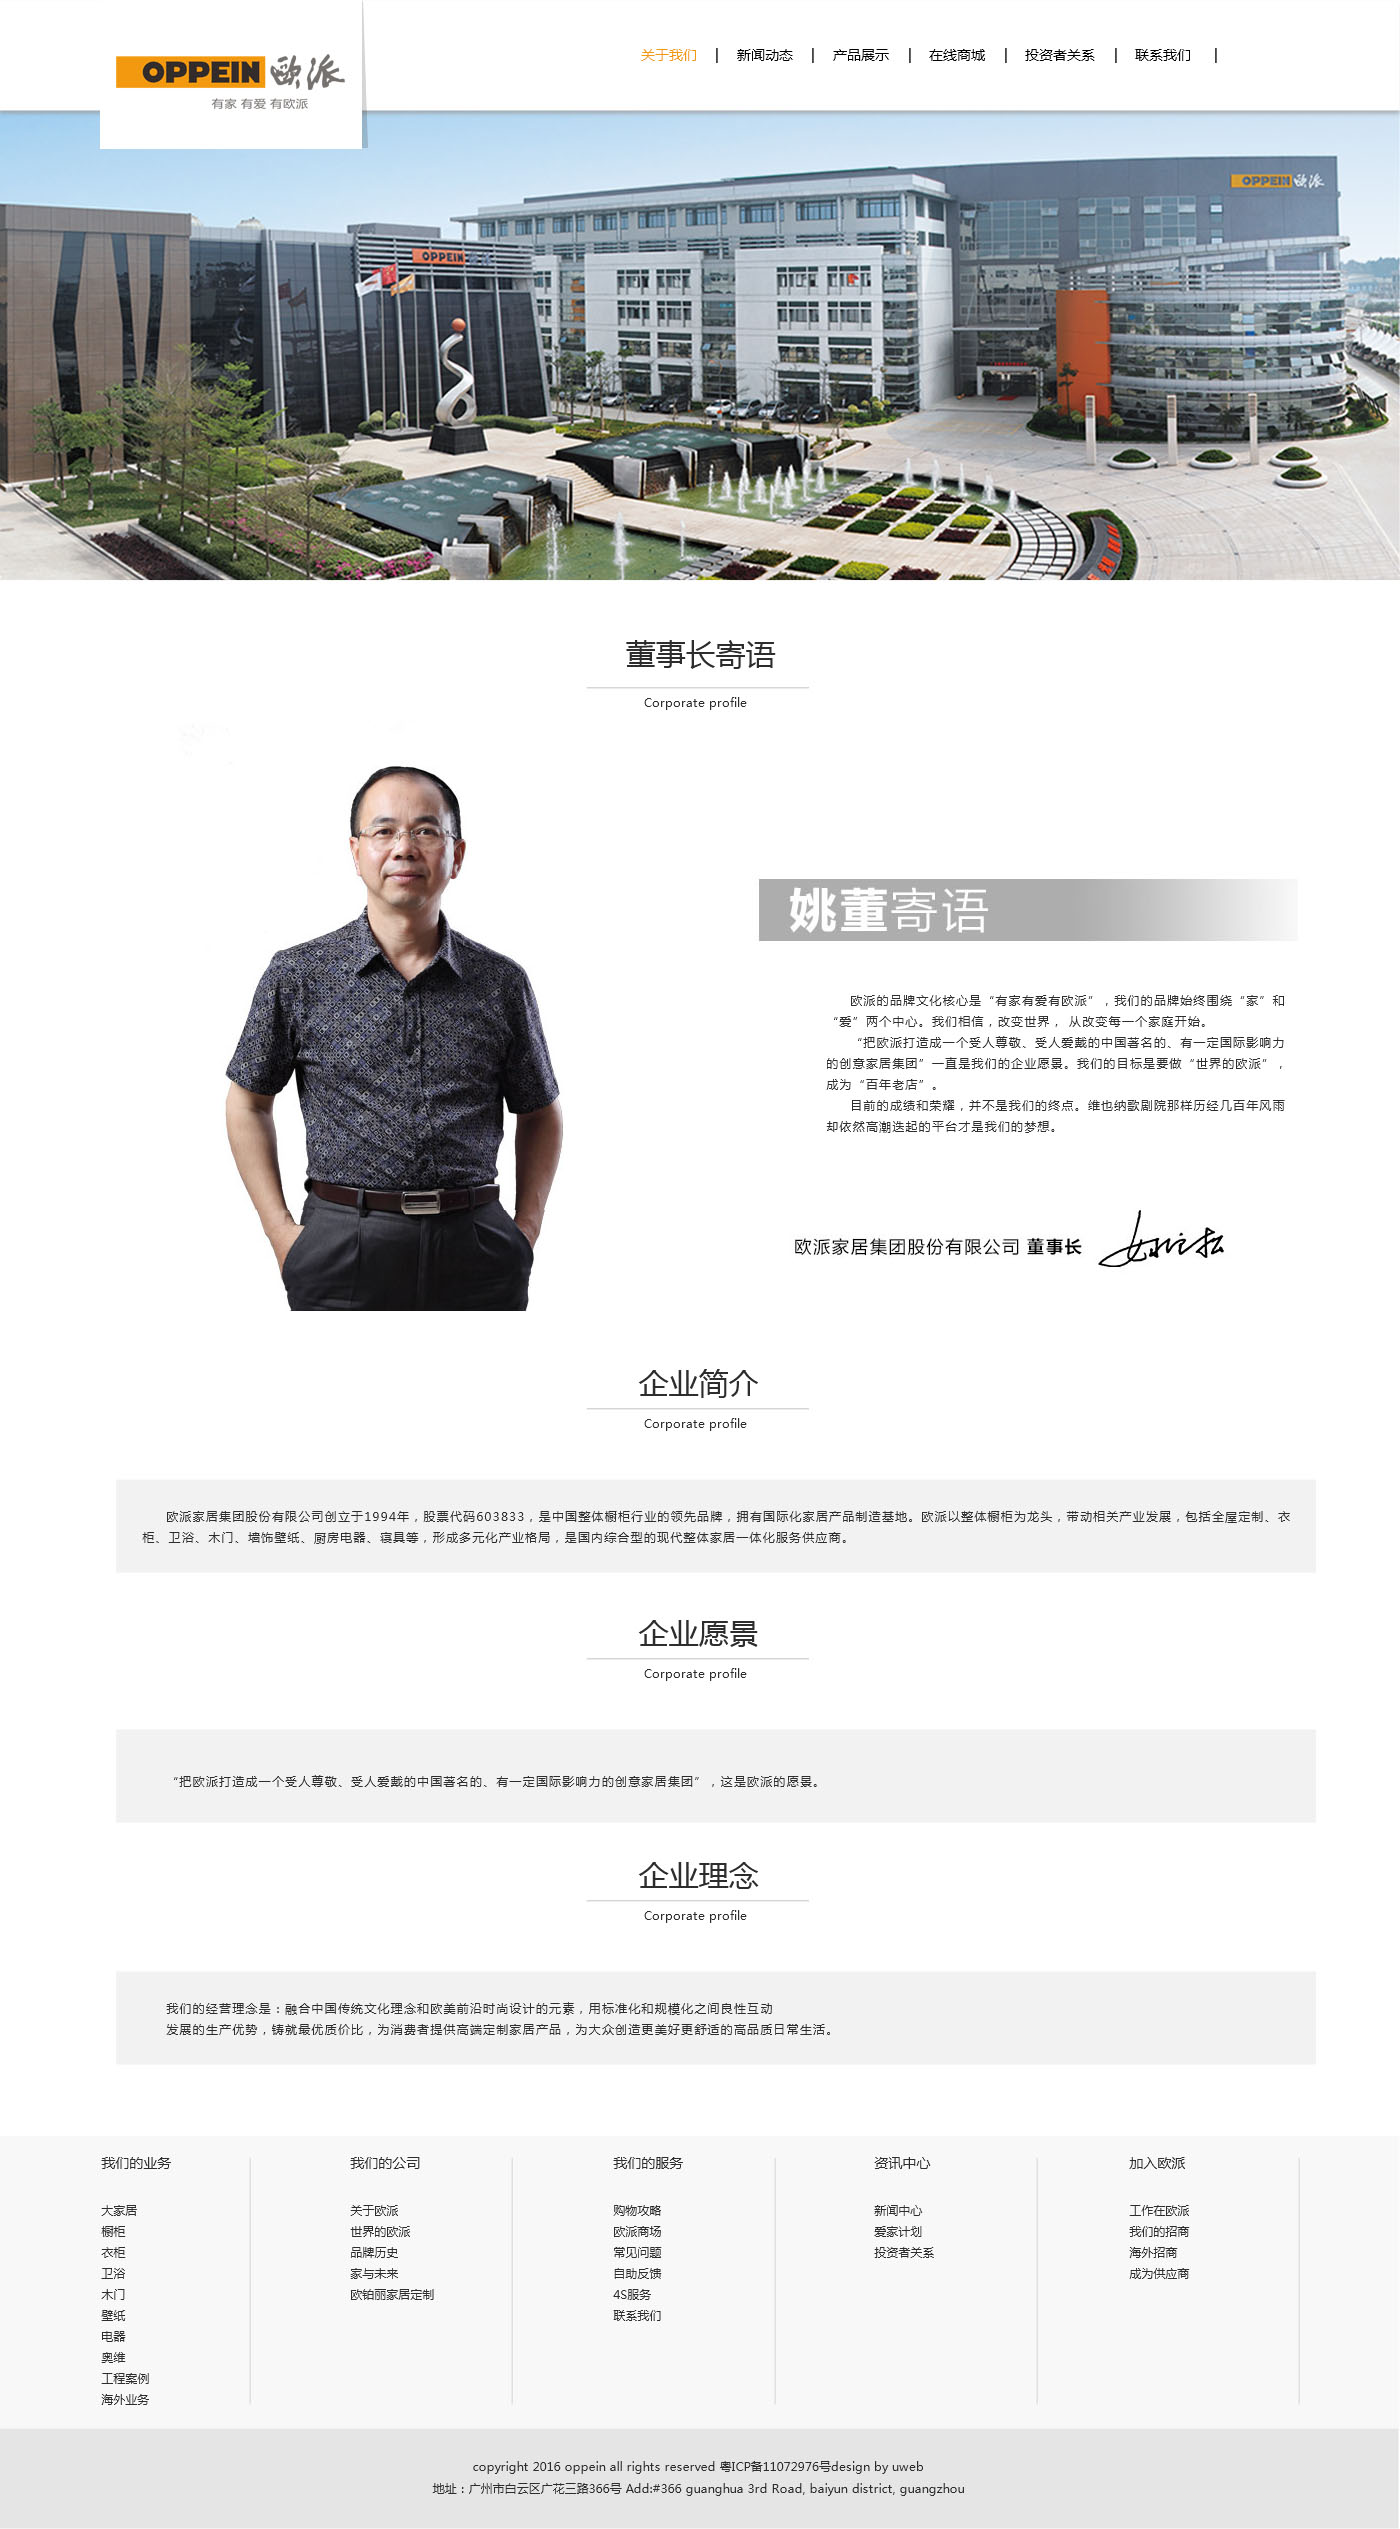 OPPEIN 欧派
有家 有爱 有欧派
关于我们 | 新闻动态 | 产品展示 | 在线商城 | 投资者关系 | 联系我们 |
OPPEIN 欧派
OPPEIN
董事长寄语
Corporate profile
姚董寄语
欧派的品牌文化核心是“有家有爱有欧派”，我们的品牌始终围绕“家”和
“爱”两个中心。我们相信，改变世界， 从改变每一个家庭开始。
“把欧派打造成一个受人尊敬、受人爱戴的中国著名的、有一定国际影响力
的创意家居集团”一直是我们的企业愿景。我们的目标是要做“世界的欧派”，
成为“百年老店”。
目前的成绩和荣耀，并不是我们的终点。维也纳歌剧院那样历经几百年风雨
却依然高潮迭起的平台才是我们的梦想。
欧派家居集团股份有限公司 董事长
企业简介
Corporate profile
欧派家居集团股份有限公司创立于1994年，股票代码603833，是中国整体橱柜行业的领先品牌，拥有国际化家居产品制造基地。欧派以整体橱柜为龙头，带动相关产业发展，包括全屋定制、衣
柜、卫浴、木门、墙饰壁纸、厨房电器、寝具等，形成多元化产业格局，是国内综合型的现代整体家居一体化服务供应商。
企业愿景
Corporate profile
“把欧派打造成一个受人尊敬、受人爱戴的中国著名的、有一定国际影响力的创意家居集团”，这是欧派的愿景。
企业理念
Corporate profile
我们的经营理念是：融合中国传统文化理念和欧美前沿时尚设计的元素，用标准化和规模化之间良性互动
发展的生产优势，铸就最优质价比，为消费者提供高端定制家居产品，为大众创造更美好更舒适的高品质日常生活。
我们的业务
大家居
橱柜
衣柜
卫浴
木门
壁纸
电器
奥维
工程案例
海外业务
我们的公司
关于欧派
世界的欧派
品牌历史
家与未来
欧铂丽家居定制
我们的服务
购物攻略
欧派商场
常见问题
自助反馈
4S服务
联系我们
资讯中心
新闻中心
爱家计划
投资者关系
加入欧派
工作在欧派
我们的招商
海外招商
成为供应商
copyright 2016 oppein all rights reserved 粤ICP备11072976号design by uweb
地址：广州市白云区广花三路366号 Add:#366 guanghua 3rd Road, baiyun district, guangzhou